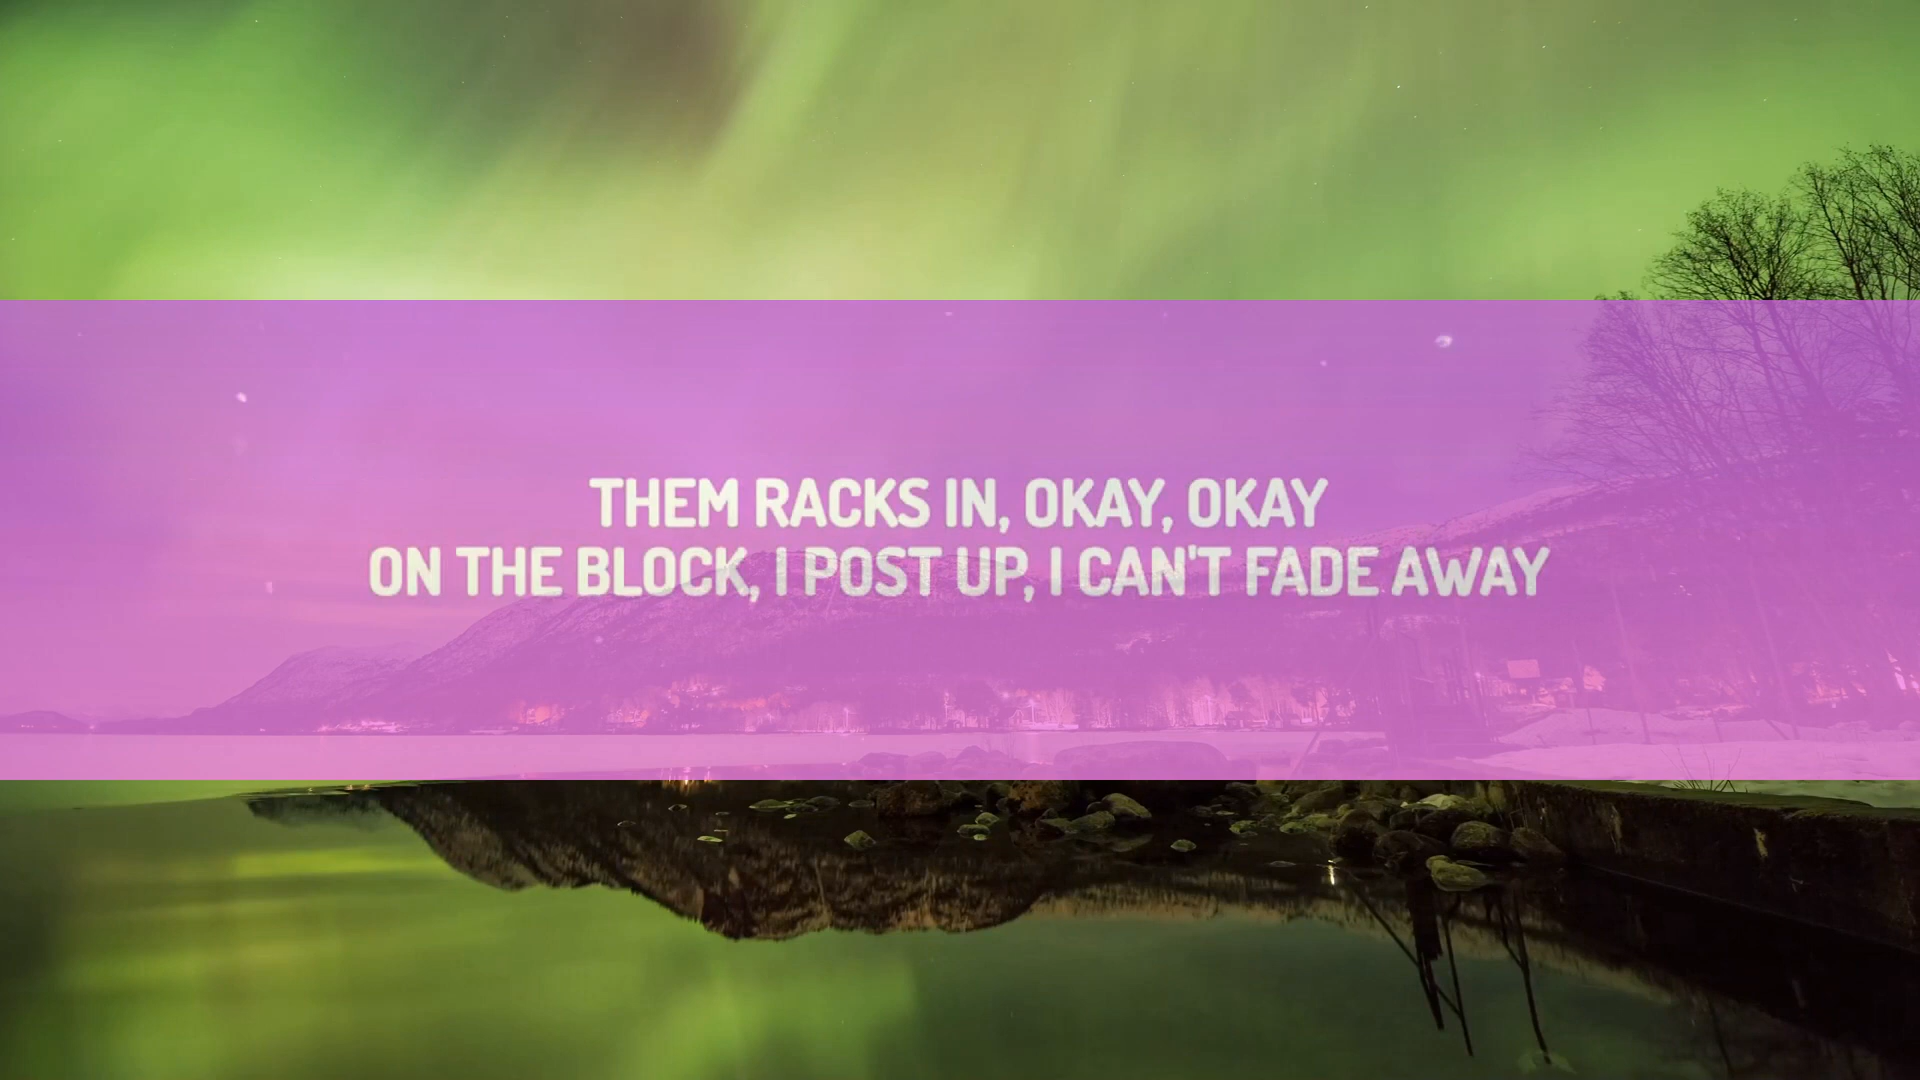 THEM RACKS IN, OKAY, OKAY
ON THE BLOCK, I POST UP, I CAN'T FADE AWAY